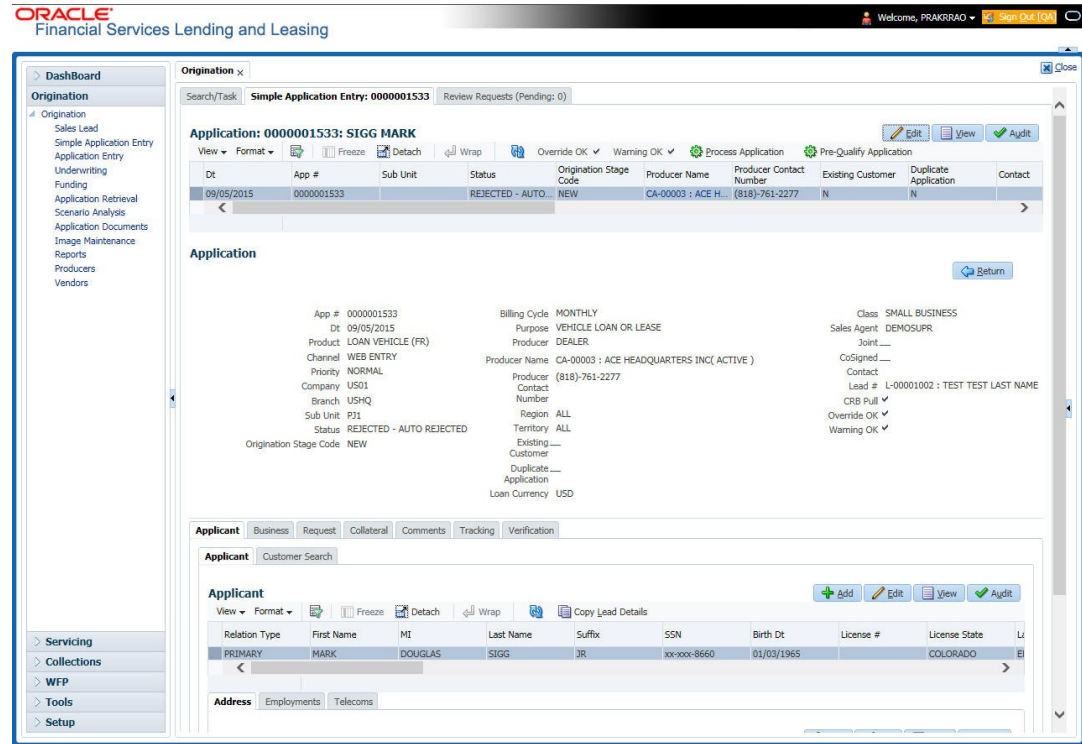 ORACLE
Financial Services Lending and Leasing
Welcome, PRAKRRAO
Sign Out [QA]
Close
DashBoard
Origination
Origination
Sales Lead
Simple Application Entry
Application Entry
Underwriting
Funding
Application Retrieval
Scenario Analysis
Application Documents
Image Maintenance
Reports
Producers
Vendors
Servicing
Collections
WFP
Tools
Setup
Origination
Search/Task Simple Application Entry: 0000001533 Review Requests (Pending: 0)
Application: 0000001533: SIGG MARK
Edit View Audit
View Format Freeze Detach Wrap Override OK Warning OK Process Application Pre-Qualify Application
Dt App # Sub Unit Status Origination Stage Code Producer Name Producer Contact Number Existing Customer Duplicate Application Contact
09/05/2015 0000001533 REJECTED - AUTO... NEW CA-00003 : ACE H... (818)-761-2277 N N
Application
Return
App # 0000001533
Dt 09/05/2015
Product LOAN VEHICLE (FR)
Channel WEB ENTRY
Priority NORMAL
Company US01
Branch USHQ
Sub Unit PJ1
Status REJECTED - AUTO REJECTED
Origination Stage Code NEW
Billing Cycle MONTHLY
Purpose VEHICLE LOAN OR LEASE
Producer DEALER
Producer Name CA-00003 : ACE HEADQUARTERS INC( ACTIVE )
Producer Contact Number (818)-761-2277
Region ALL
Territory ALL
Existing Customer
Duplicate Application
Loan Currency USD
Class SMALL BUSINESS
Sales Agent DEMOSUPR
Joint
CoSigned
Contact
Lead # L-00001002 : TEST TEST LAST NAME
CRB Pull
Override OK
Warning OK
Applicant Business Request Collateral Comments Tracking Verification
Applicant Customer Search
Applicant
Add Edit View Audit
View Format Freeze Detach Wrap Copy Lead Details
Relation Type First Name MI Last Name Suffix SSN Birth Dt License # License State La
PRIMARY MARK DOUGLAS SIGG JR xx-xxx-8660 01/03/1965 COLORADO
Address Employments Telecoms